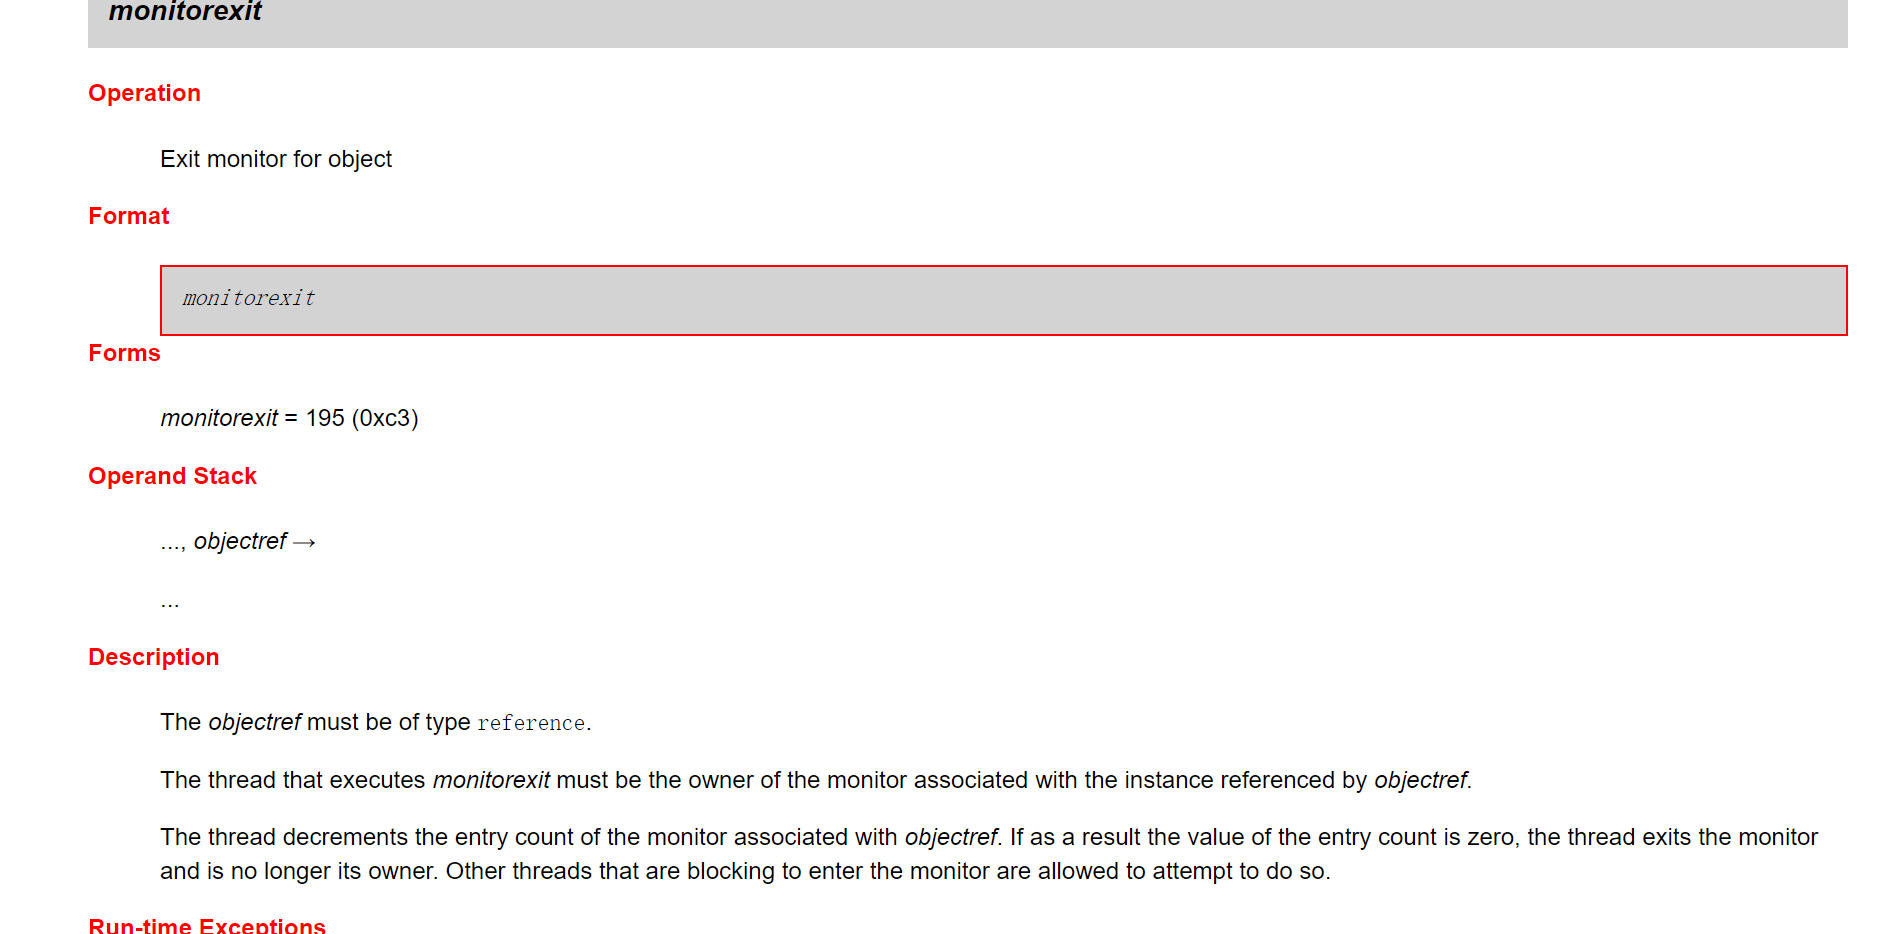 monitorexit
Operation
Exit monitor for object
Format
monitorexit
Forms
monitorexit = 195 (0xc3)
Operand Stack
..., objectref →
...
Description
The objectref must be of type reference.
The thread that executes monitorexit must be the owner of the monitor associated with the instance referenced by objectref.
The thread decrements the entry count of the monitor associated with objectref. If as a result the value of the entry count is zero, the thread exits the monitor
and is no longer its owner. Other threads that are blocking to enter the monitor are allowed to attempt to do so.
Run-time Exceptions